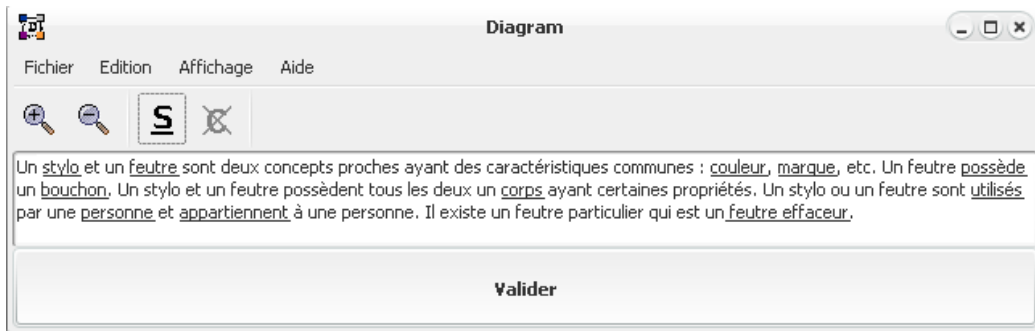 Diagram
Fichier Edition Affichage Aide
S C
Un stylo et un feutre sont deux concepts proches ayant des caractéristiques communes : couleur, marque, etc. Un feutre possède
un bouchon. Un stylo et un feutre possèdent tous les deux un corps ayant certaines propriétés. Un stylo ou un feutre sont utilisés
par une personne et appartiennent à une personne. Il existe un feutre particulier qui est un feutre effaceur.
Valider